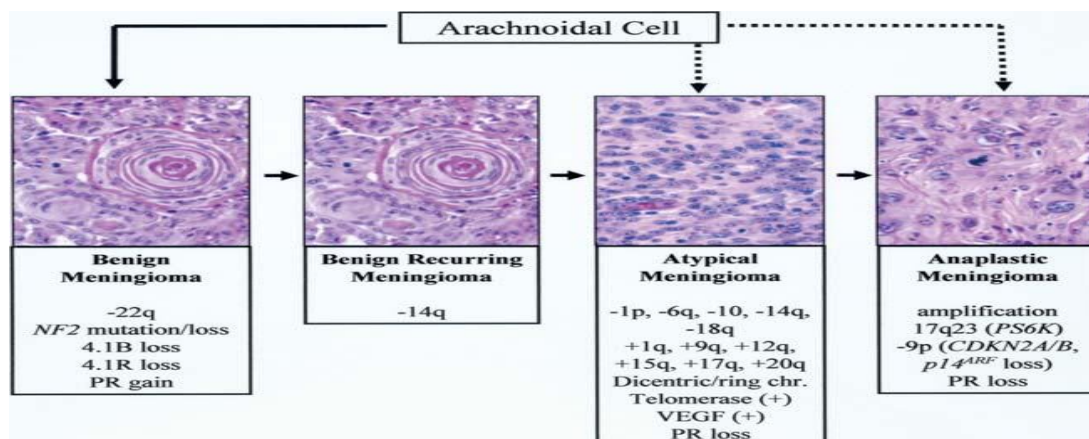 Arachnoidal Cell
Benign
Meningioma
-22q
NF2 mutation/loss
4.1B loss
4.1R loss
PR gain
Benign Recurring
Meningioma
-14q
Atypical
Meningioma
-1p, -6q, -10, -14q,
-18q
+1q, +9q, +12q,
+15q, +17q, +20q
Dicentric/ring chr.
Telomerase (+)
VEGF (+)
PR loss
Anaplastic
Meningioma
amplification
17q23 (PS6K)
-9p (CDKN2A/B,
p14ARF loss)
PR loss